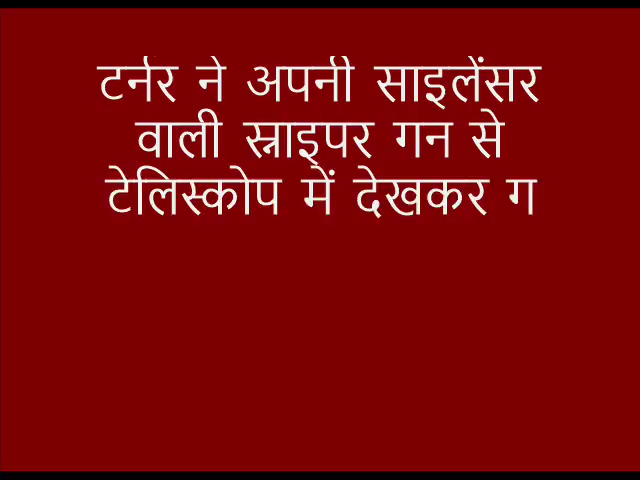 टर्नर ने अपनी साइलेंसर
वाली स्नाइपर गन से
टेलिस्कोप में देखकर ग